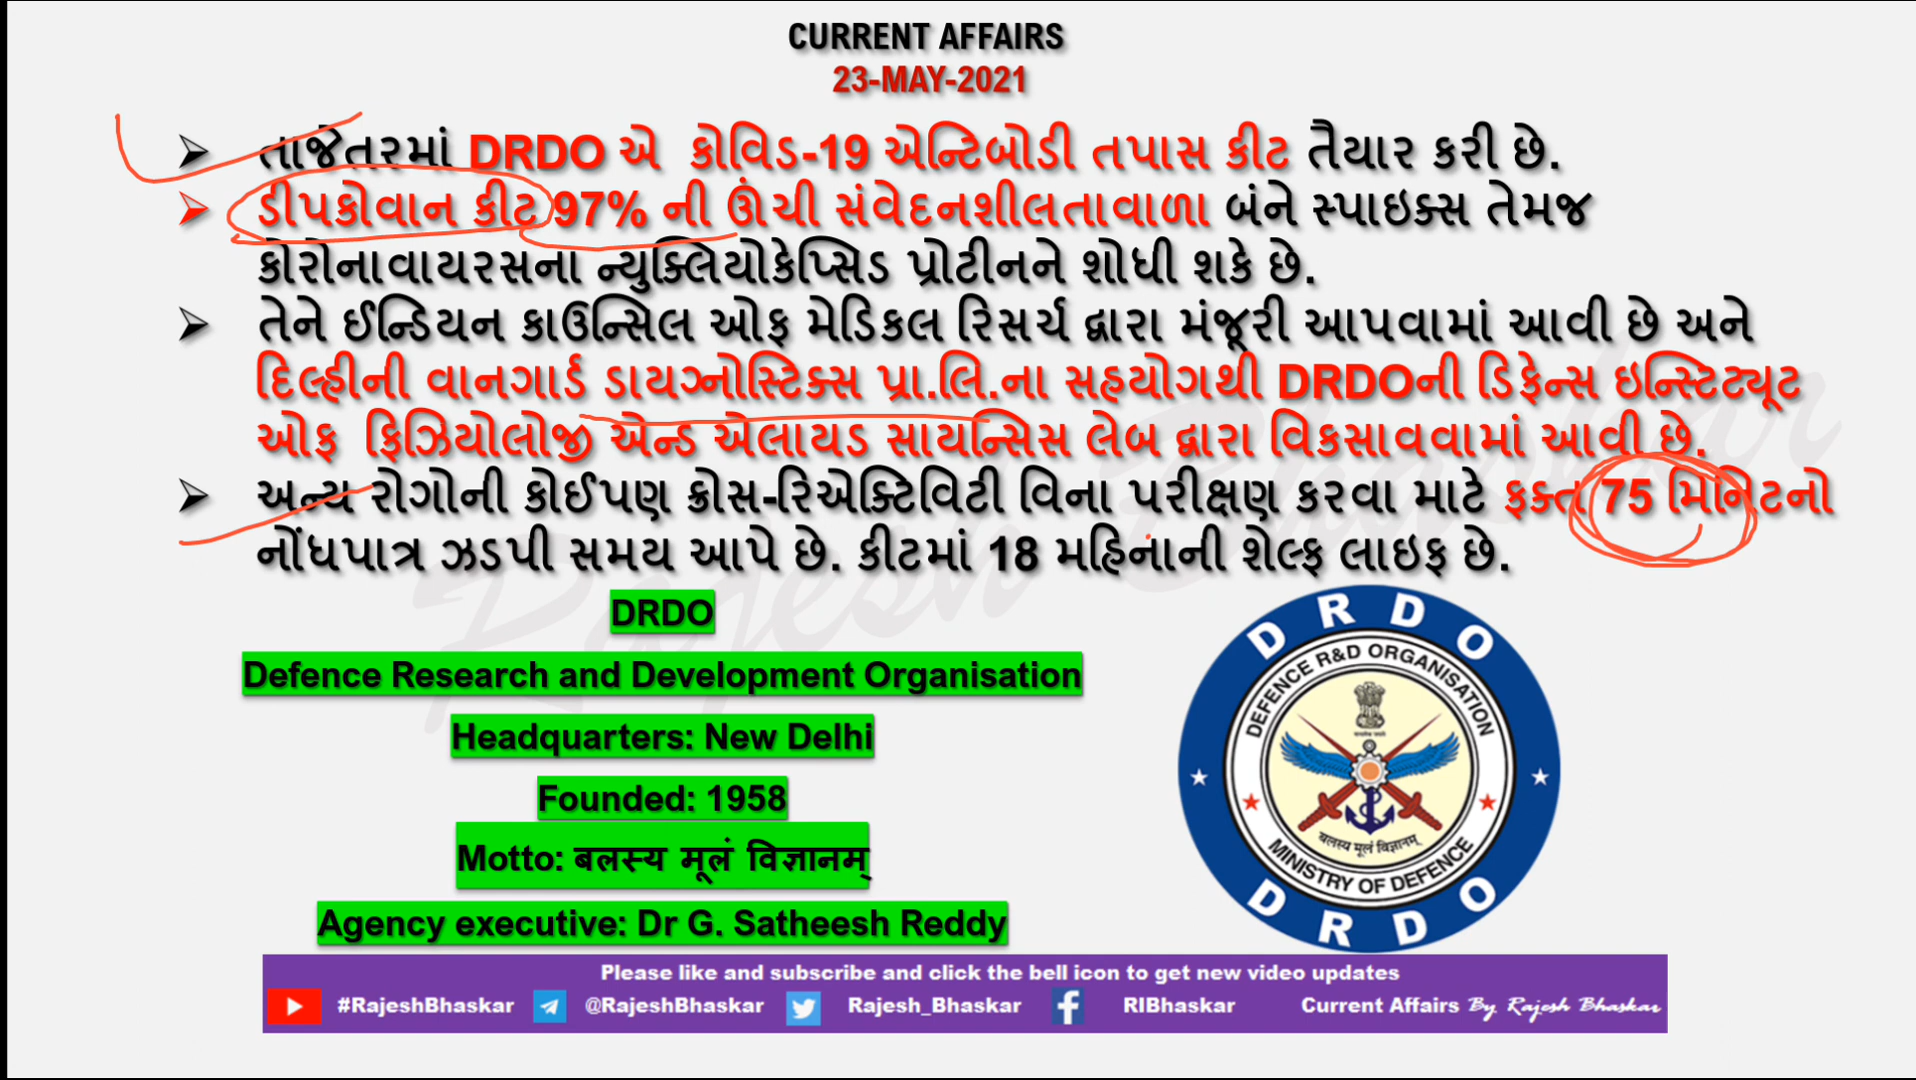 CURRENT AFFAIRS
23-MAY-2021
➢ તાજેતરમાં DRDO એ કોવિડ-19 એન્ટિબોડી તપાસ કીટ તૈયાર કરી છે.
➢ ડીપકોવાન કીટ 97% ની ઊંચી સંવેદનશીલતાવાળા બંને સ્પાઇક્સ તેમજ
કોરોનાવાયરસના ન્યુક્લિયોકેપ્સિડ પ્રોટીનને શોધી શકે છે.
➢ તેને ઈન્ડિયન કાઉન્સિલ ઓફ મેડિકલ રિસર્ચ દ્વારા મંજૂરી આપવામાં આવી છે અને
દિલ્હીની વાનગાર્ડ ડાયગ્નોસ્ટિક્સ પ્રા.લિ.ના સહયોગથી DRDOની ડિફેન્સ ઇન્સ્ટિટ્યૂટ
ઓફ ફિઝિયોલોજી એન્ડ એલાયડ સાયન્સિસ લેબ દ્વારા વિકસાવવામાં આવી છે.
➢ અન્ય રોગોની કોઈપણ ક્રોસ-રિએક્ટિવિટી વિના પરીક્ષણ કરવા માટે ફક્ત 75 મિનિટનો
નોંધપાત્ર ઝડપી સમય આપે છે. કીટમાં 18 મહિનાની શેલ્ફ લાઇફ છે.
DRDO
Defence Research and Development Organisation
Headquarters: New Delhi
Founded: 1958
Motto: बलस्य मूलं विज्ञानम्
Agency executive: Dr G. Satheesh Reddy
DRDO
DEFENCE R&D ORGANISATION
बलस्य मूलं विज्ञानम्
MINISTRY OF DEFENCE
DRDO
Rajesh Bhaskar
Please like and subscribe and click the bell icon to get new video updates
#RajeshBhaskar @RajeshBhaskar Rajesh_Bhaskar RIBhaskar Current Affairs By Rajesh Bhaskar